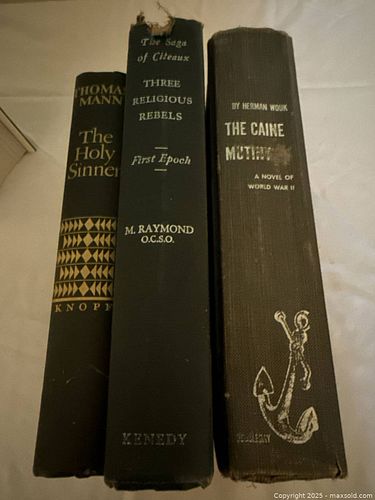 THOMAS
MANN
The
Holy
Sinner
KNOPF
The Saga
of Citeaux
THREE
RELIGIOUS
REBELS
First Epoch
M. RAYMOND
O.C.S.O.
KENEDY
BY HERMAN WOUK
THE CAINE
MUTINY
A NOVEL OF
WORLD WAR II
Copyright 2025 - maxsold.com